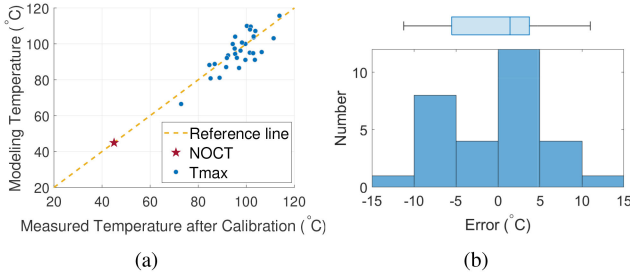 Modeling Temperature (°C)
120
100
80
60
40
20
20 40 60 80 100 120
Reference line
NOCT
Tmax
Measured Temperature after Calibration (°C)
(a)
Number
10
5
0
-15 -10 -5 0 5 10 15
Error (°C)
(b)